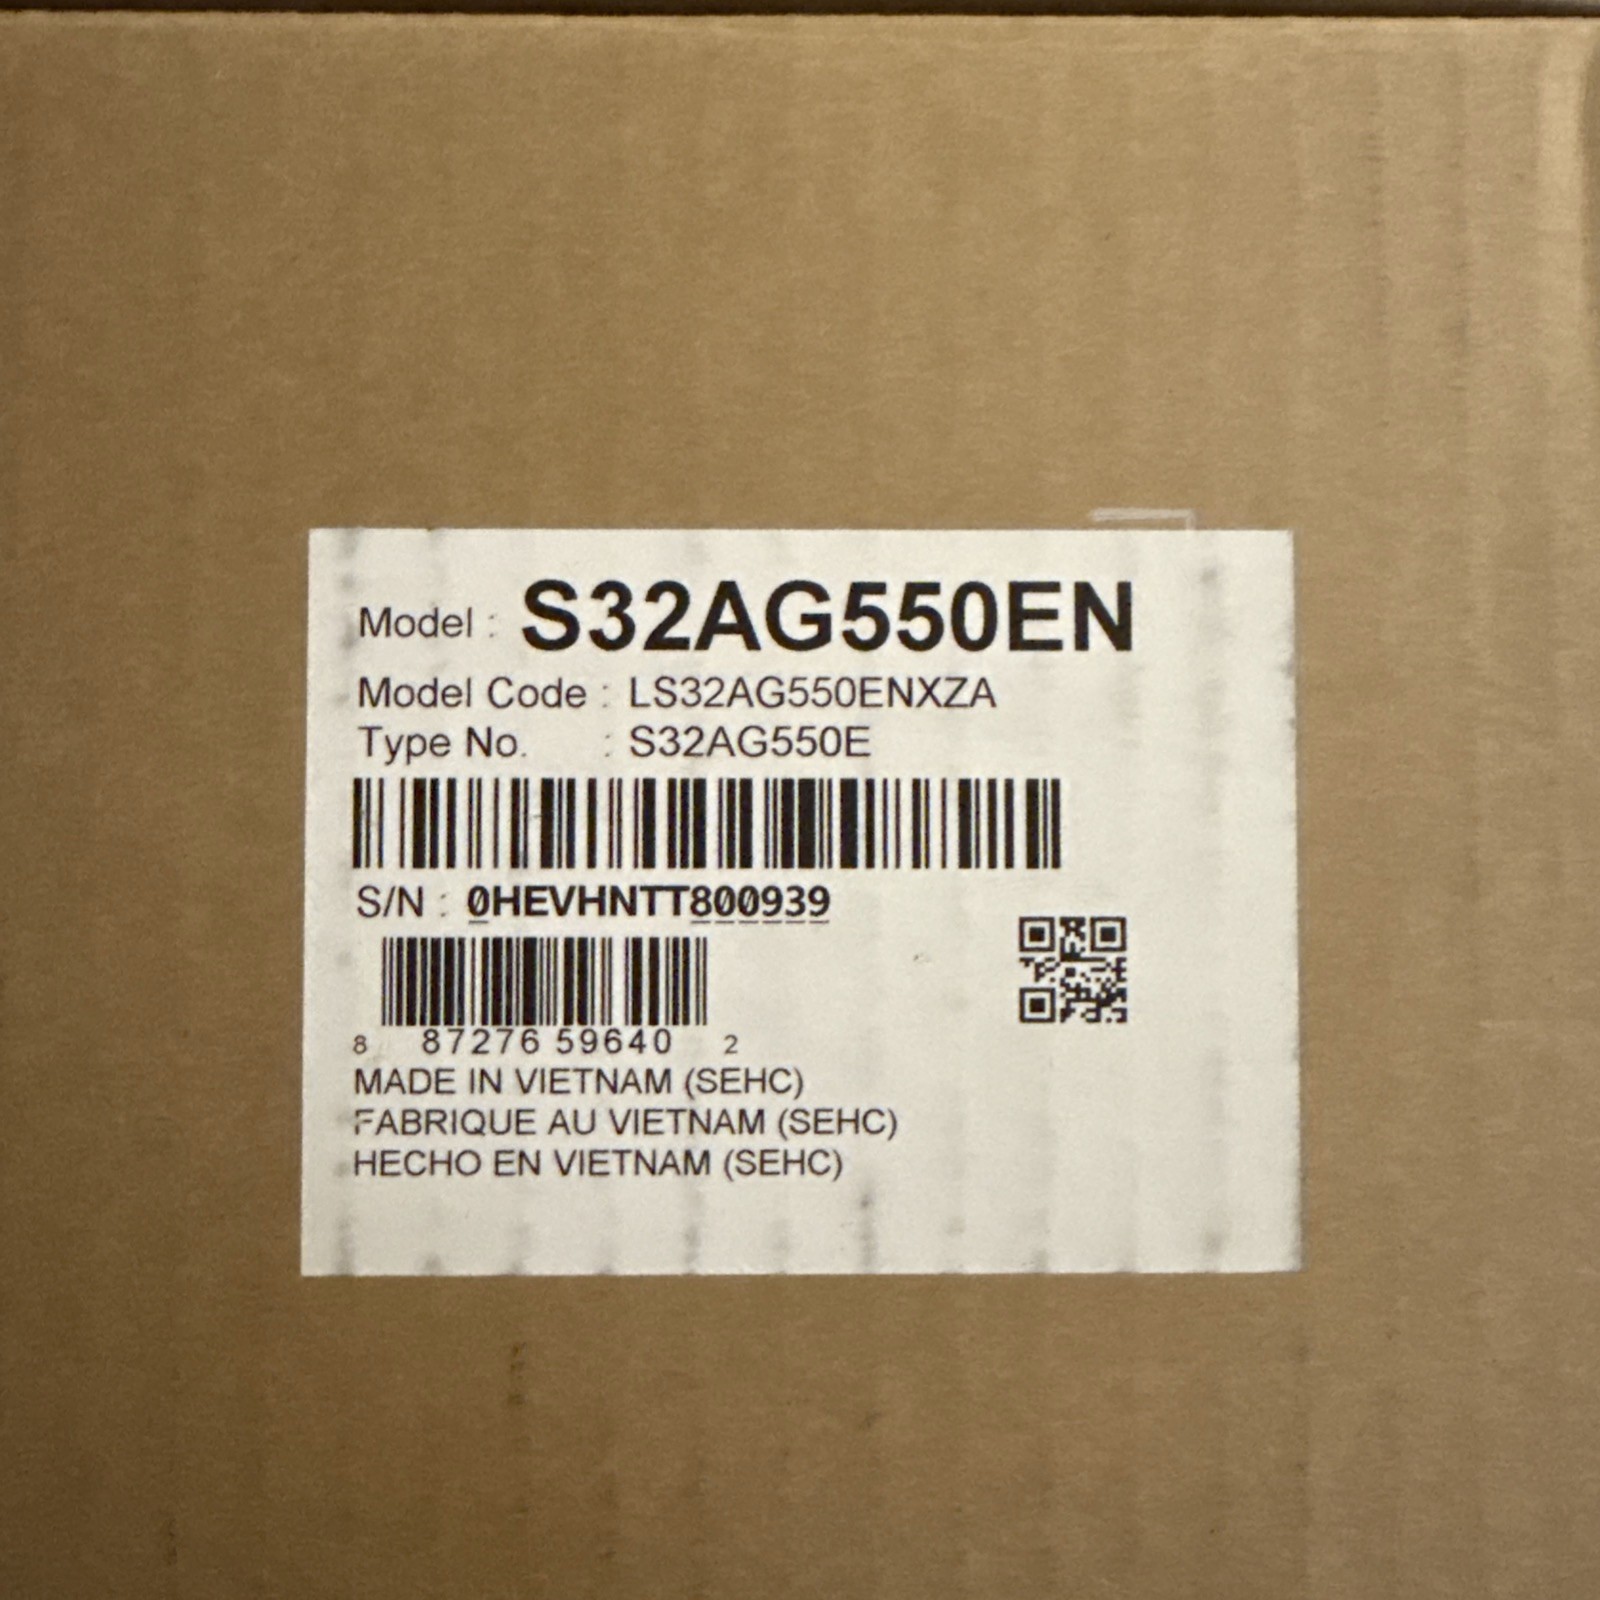 Model : S32AG550EN
Model Code : LS32AG550ENXZA
Type No. : S32AG550E
S/N : 0HEVHNTT800939
8 87276 59640 2
MADE IN VIETNAM (SEHC)
FABRIQUE AU VIETNAM (SEHC)
HECHO EN VIETNAM (SEHC)